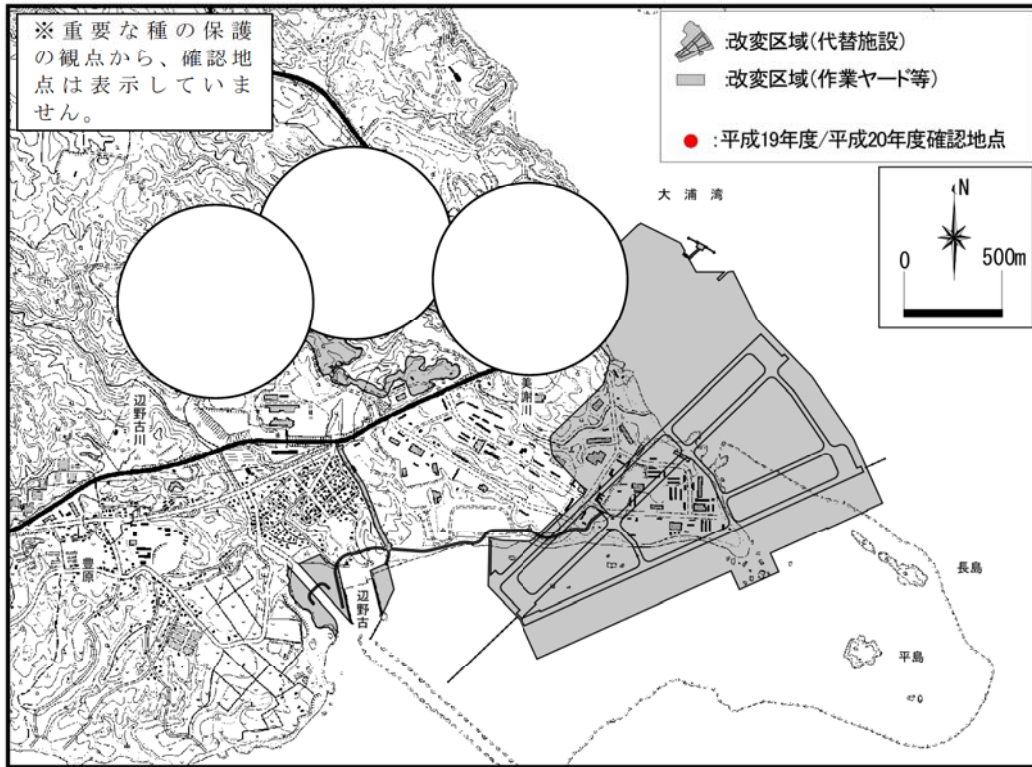 ※重要な種の保護
の観点から、確認地
点は表示していま
せん。
:改変区域(代替施設)
:改変区域(作業ヤード等)
:平成19年度/平成20年度確認地点
大浦湾
N
0 500m
辺野古川
美謝川
豊原
辺野古
長島
平島